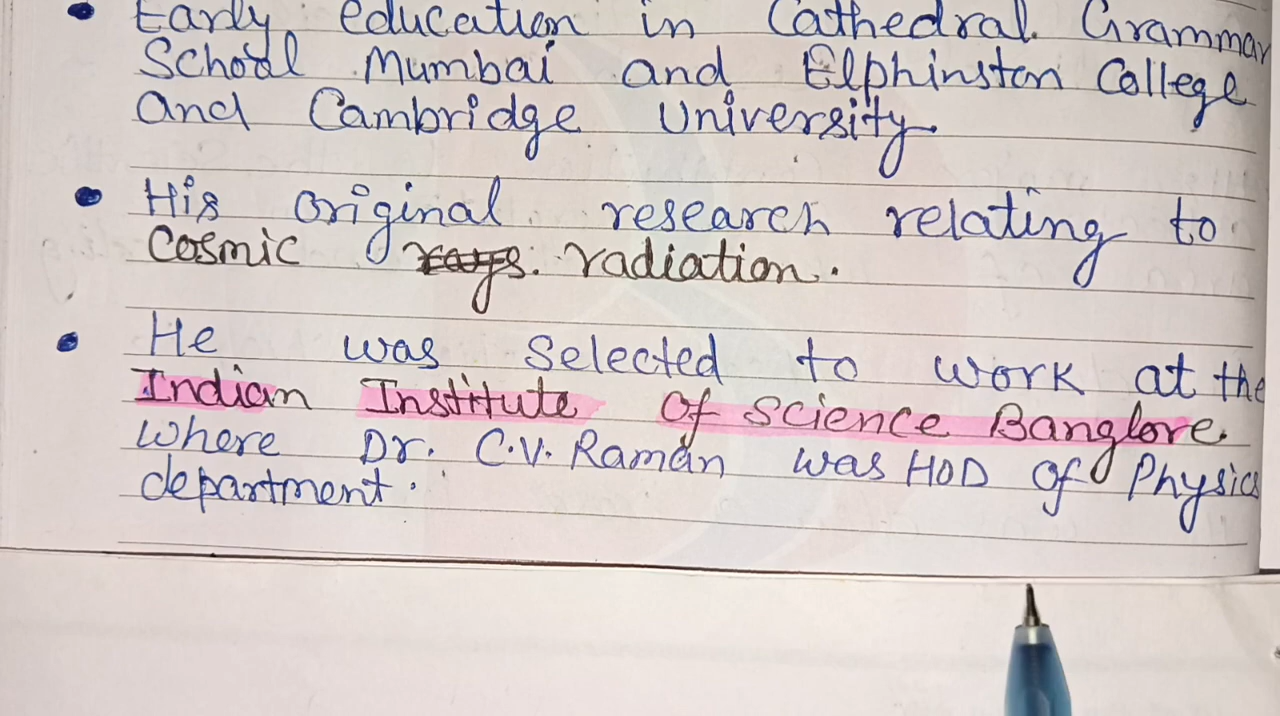 Early education in Cathedral Grammar
School Mumbai and Elphinston College
and Cambridge University.
His original research relating to
Cosmic rays. radiation.
He was selected to work at the
Indian Institute Of Science Banglore.
where Dr. C.V. Raman was HOD Of Physics
department.